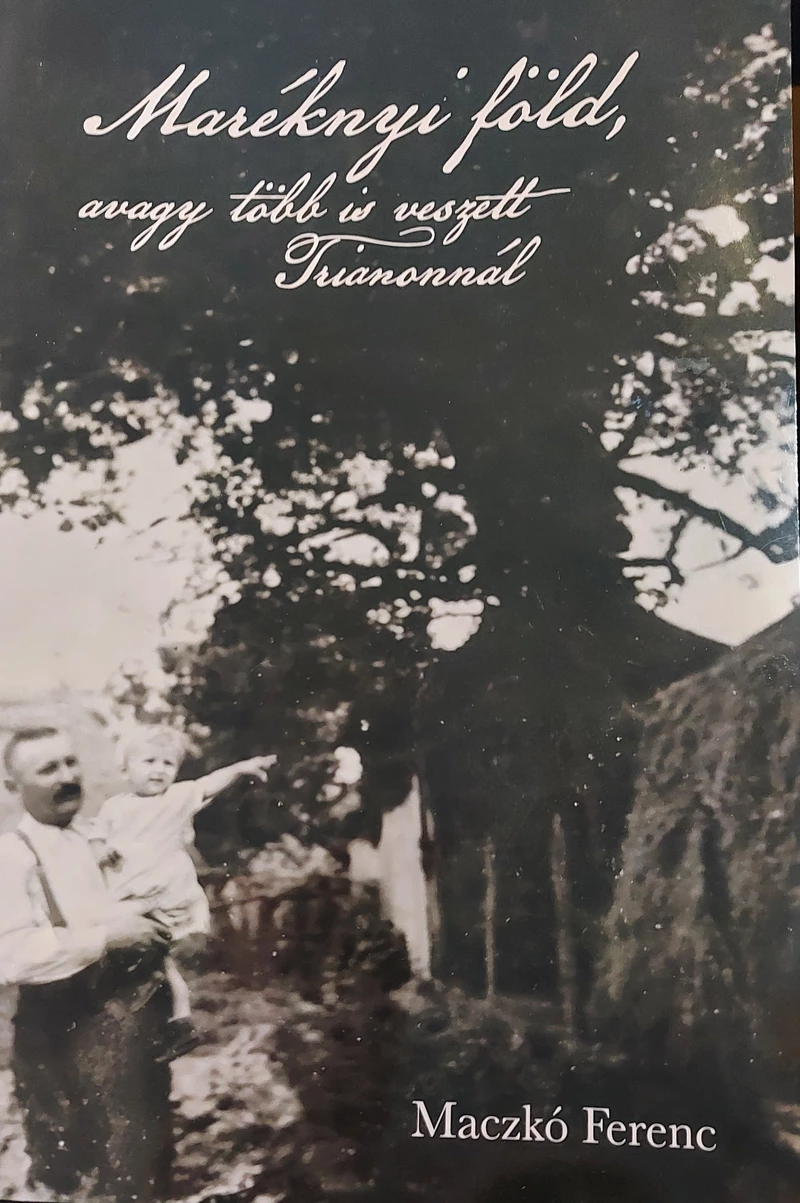 Maréknyi föld,
avagy több is veszett
Trianonnál
Maczkó Ferenc